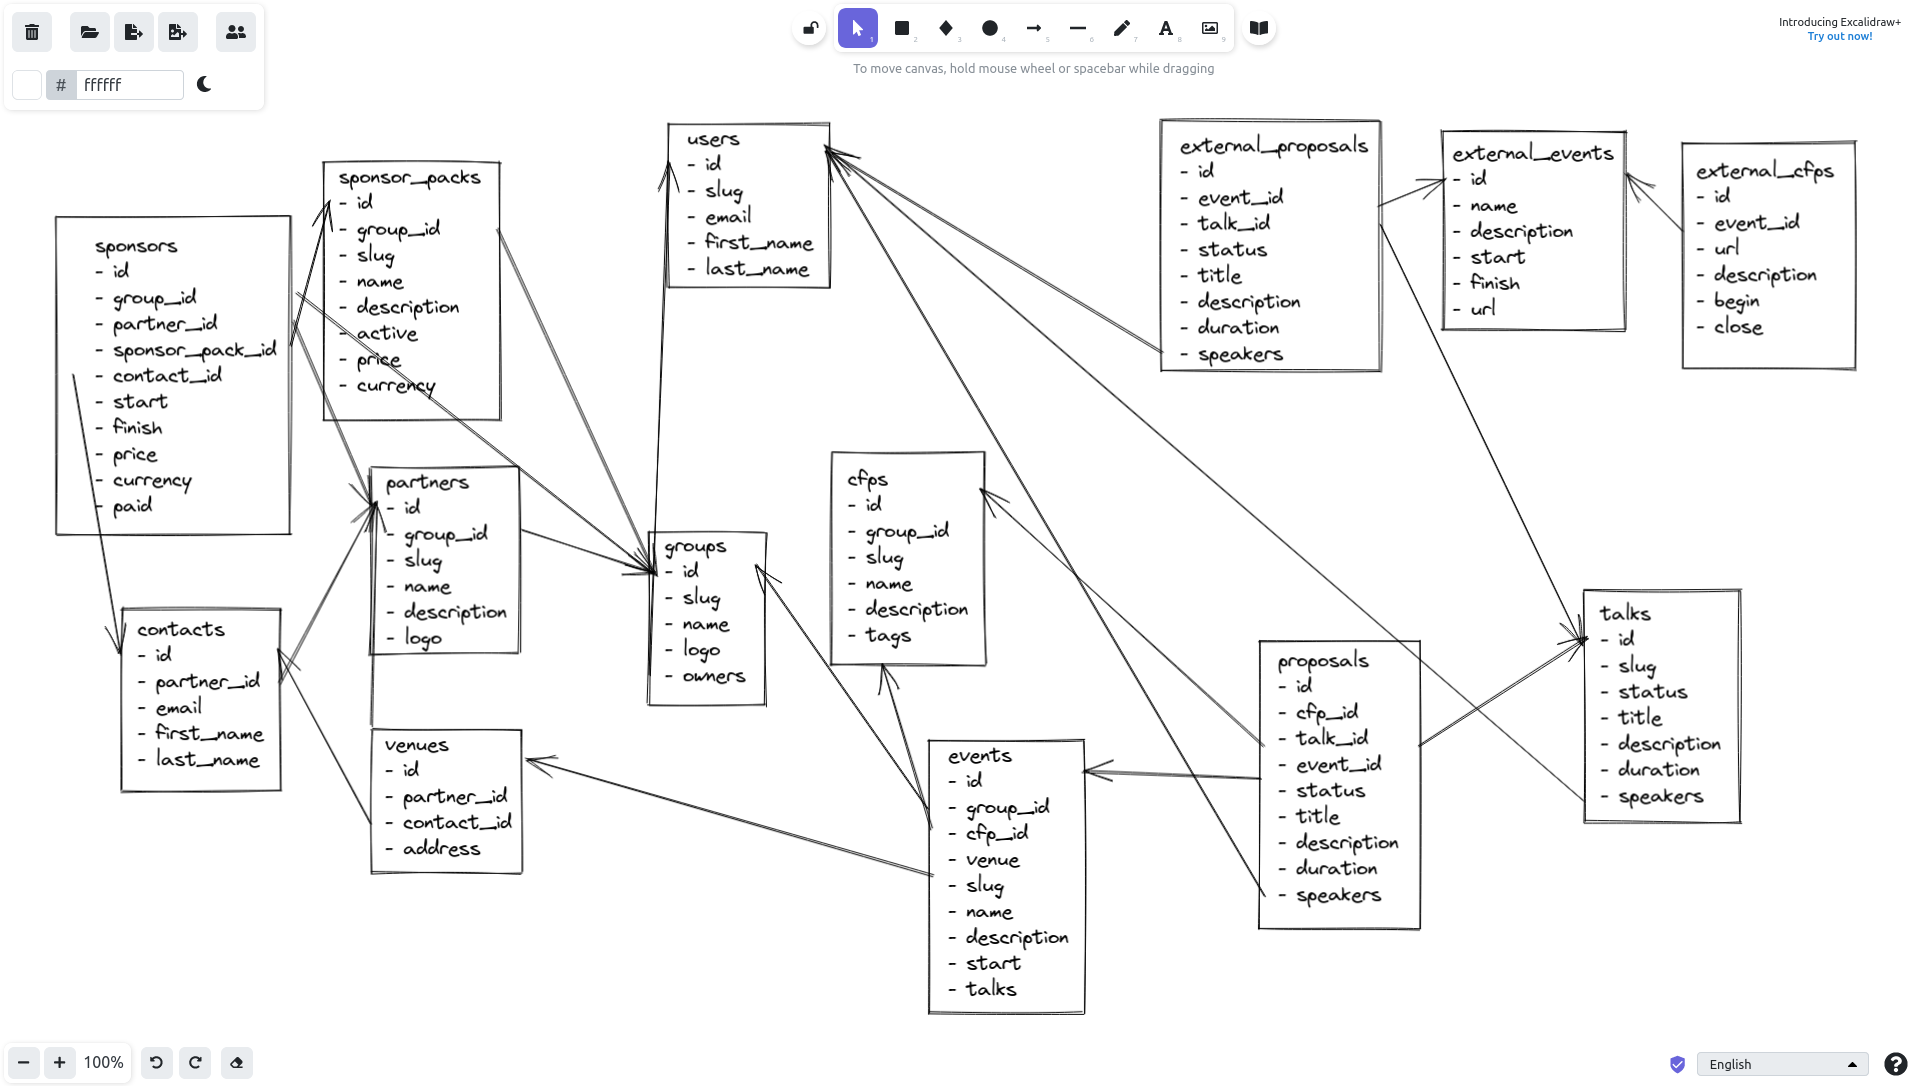 # ffffff
1
2
3
4
5
6
7
8
9
To move canvas, hold mouse wheel or spacebar while dragging
Introducing Excalidraw+
Try out now!
sponsors
- id
- group_id
- partner_id
- sponsor_pack_id
- contact_id
- start
- finish
- price
- currency
- paid
sponsor_packs
- id
- group_id
- slug
- name
- description
- active
- price
- currency
users
- id
- slug
- email
- first_name
- last_name
external_proposals
- id
- event_id
- talk_id
- status
- title
- description
- duration
- speakers
external_events
- id
- name
- description
- start
- finish
- url
external_cfps
- id
- event_id
- url
- description
- begin
- close
partners
- id
- group_id
- slug
- name
- description
- logo
groups
- id
- slug
- name
- logo
- owners
cfps
- id
- group_id
- slug
- name
- description
- tags
contacts
- id
- partner_id
- email
- first_name
- last_name
venues
- id
- partner_id
- contact_id
- address
events
- id
- group_id
- cfp_id
- venue
- slug
- name
- description
- start
- talks
proposals
- id
- cfp_id
- talk_id
- event_id
- status
- title
- description
- duration
- speakers
talks
- id
- slug
- status
- title
- description
- duration
- speakers
100%
English